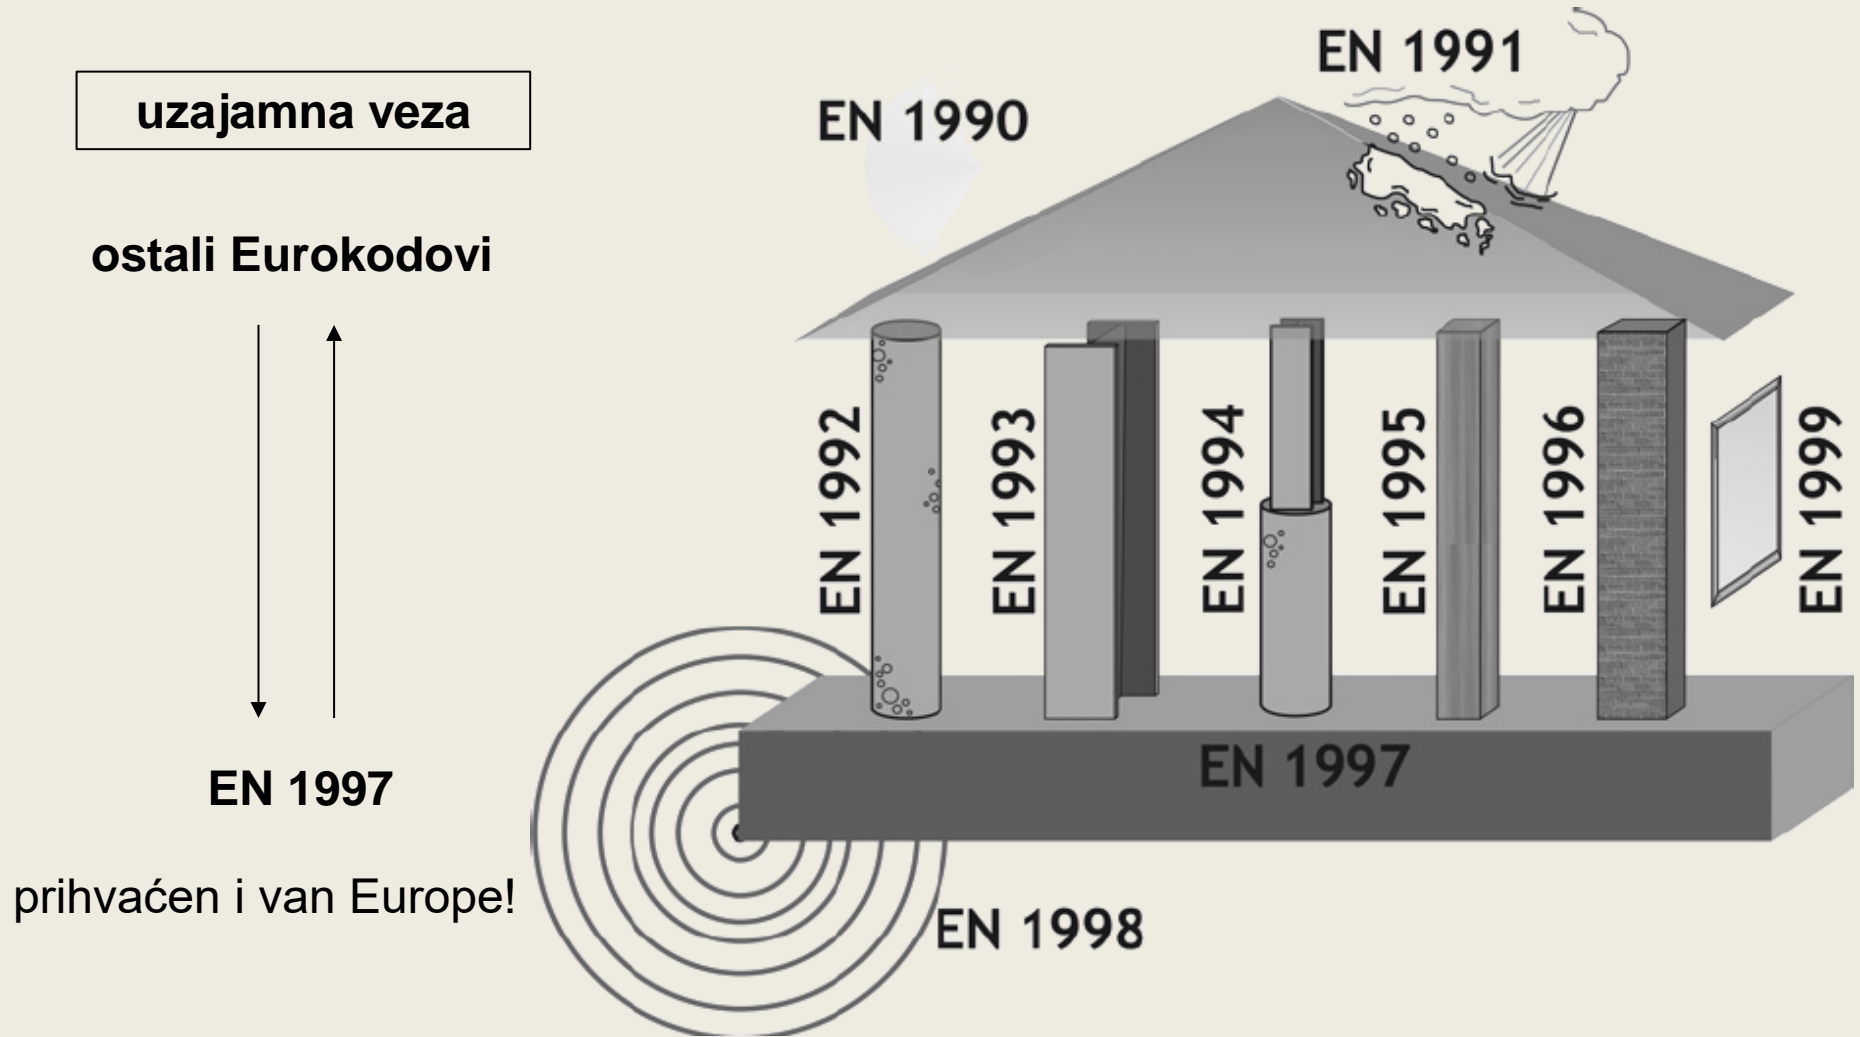 uzajamna veza
ostali Eurokodovi
EN 1997
prihvaćen i van Europe!
EN 1990
EN 1991
EN 1992
EN 1993
EN 1994
EN 1995
EN 1996
EN 1999
EN 1997
EN 1998